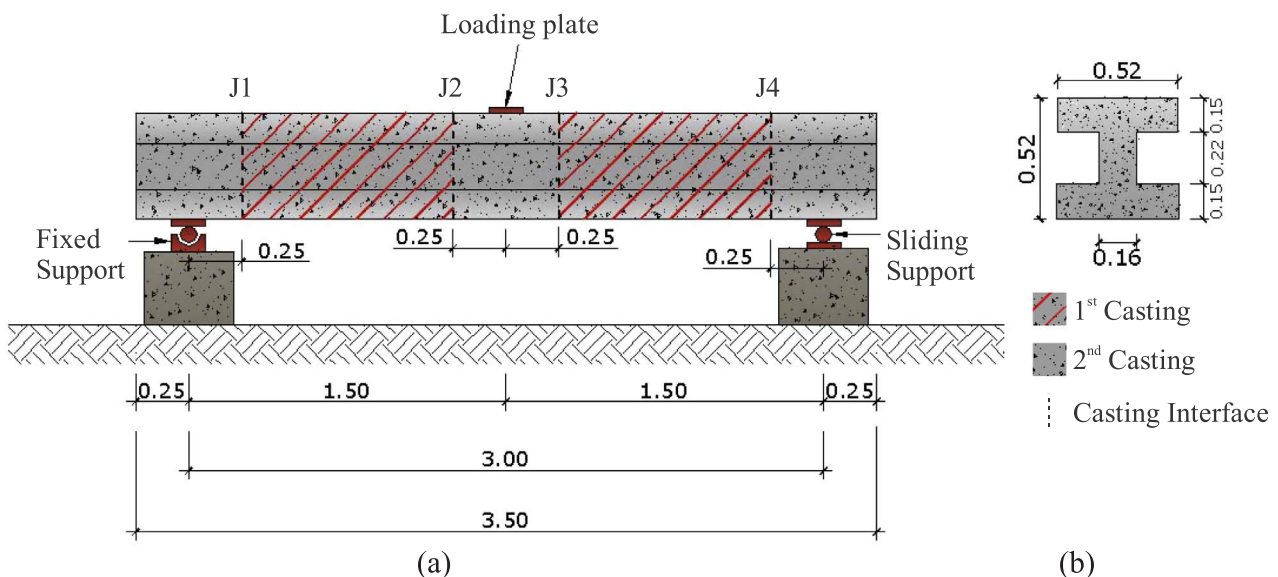 Loading plate
J1
J2
J3
J4
Fixed
Support
0.25
0.25
0.25
0.25
Sliding
Support
0.25
1.50
1.50
0.25
3.00
3.50
(a)
0.52
0.52
0.15
0.22
0.15
0.16
1st Casting
2nd Casting
Casting Interface
(b)